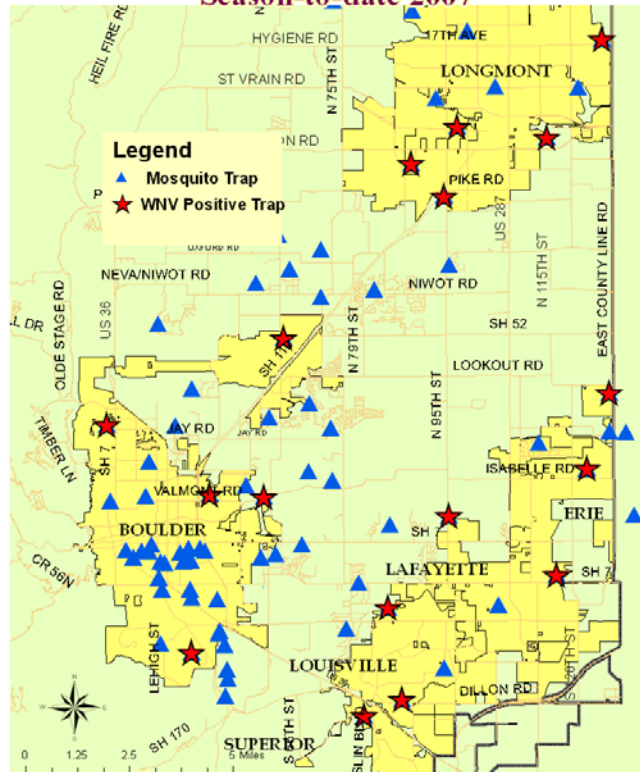 Season-to-date 2007
HEIL FIRE RD
HYGIENE RD
17TH AVE
ST VRAIN RD
LONGMONT
N 75TH ST
ON RD
Legend
Mosquito Trap
WNV Positive Trap
PIKE RD
US 287
OXFORD RD
NEVA/NIWOT RD
NIWOT RD
N 115TH ST
EAST COUNTY LINE RD
L DR
OLDE STAGE RD
US 36
SH 52
SH 11
N 79TH ST
LOOKOUT RD
N 95TH ST
TIMBER LN
SH 7
JAY RD
JAY RD
VALMONT RD
ISABELLE RD
BOULDER
ERIE
SH 7
CR 56N
LAFAYETTE
SH 7
LEHIGH ST
LOUISVILLE
DILLON RD
SH 170
SUPERIOR
0 1.25 2.5 5 Miles